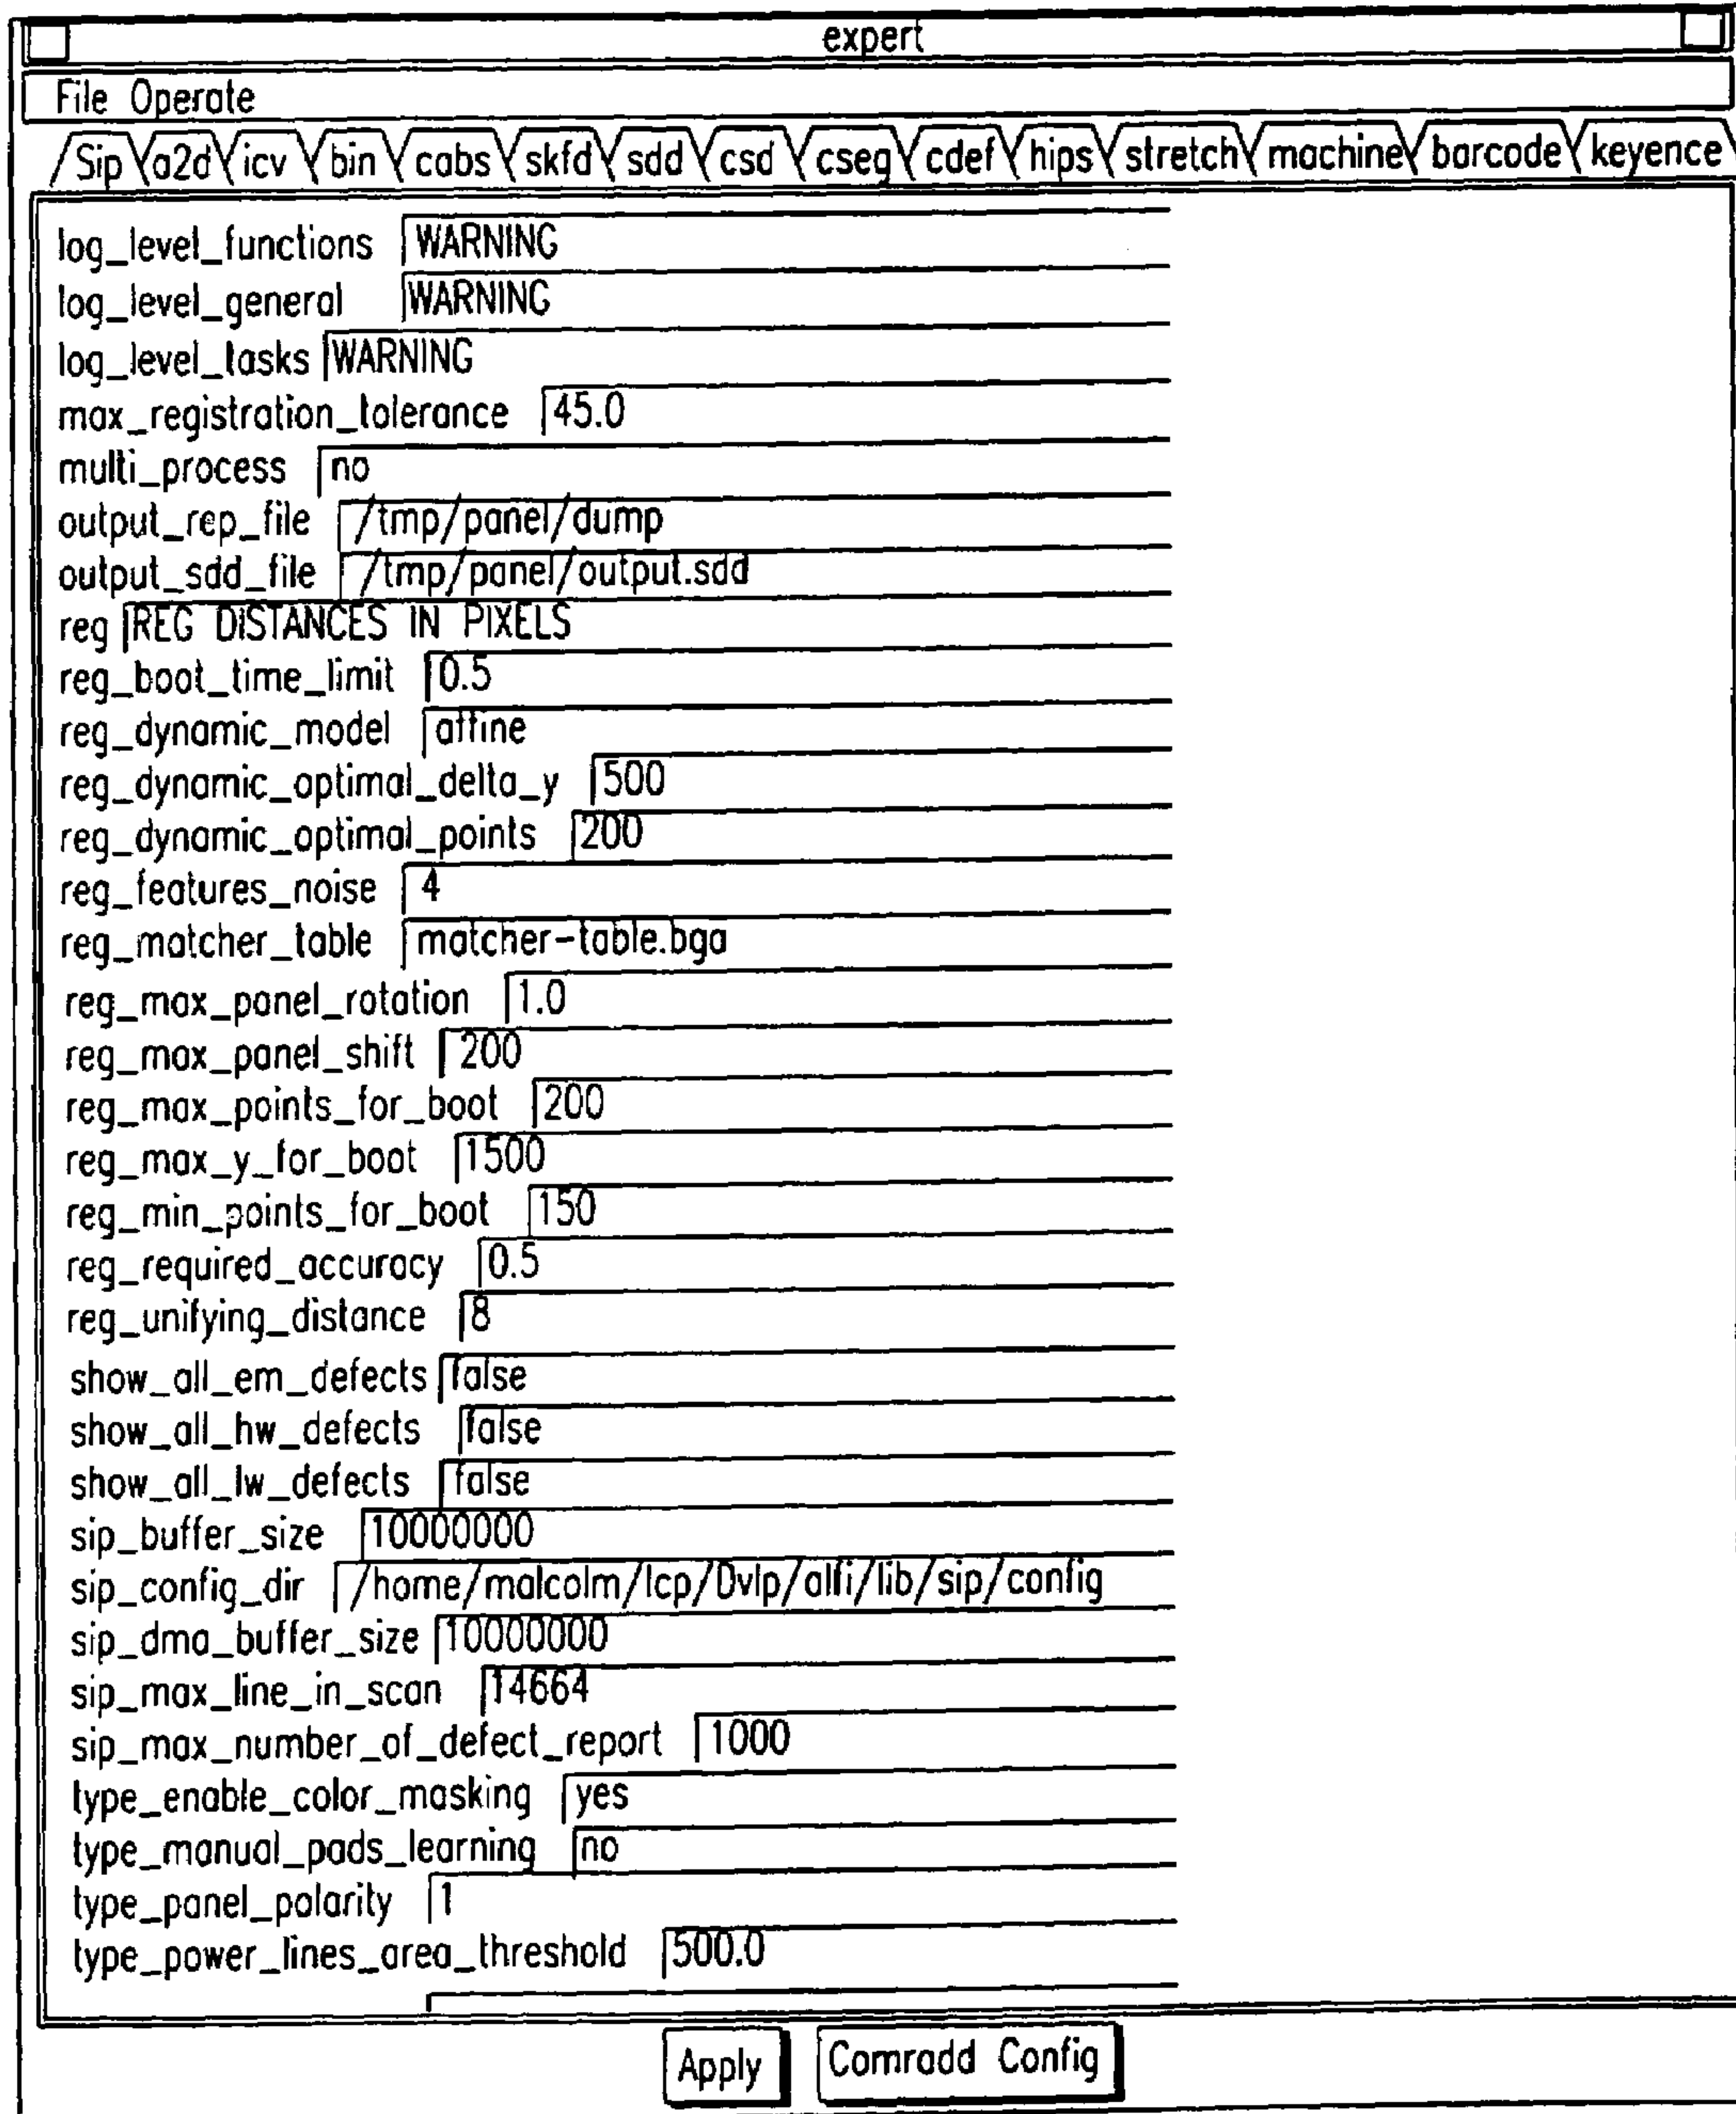 expert
File Operate
Sip a2d icv bin cabs skfd sdd csd cseg cdef hips stretch machine barcode keyence
log_level_functions WARNING
log_level_general WARNING
log_level_tasks WARNING
max_registration_tolerance 45.0
multi_process no
output_rep_file /tmp/panel/dump
output_sdd_file /tmp/panel/output.sdd
reg REG DISTANCES IN PIXELS
reg_boot_time_limit 0.5
reg_dynamic_model affine
reg_dynamic_optimal_delta_y 500
reg_dynamic_optimal_points 200
reg_features_noise 4
reg_matcher_table matcher-table.bga
reg_max_panel_rotation 1.0
reg_max_panel_shift 200
reg_max_points_for_boot 200
reg_max_y_for_boot 1500
reg_min_points_for_boot 150
reg_required_accuracy 0.5
reg_unifying_distance 8
show_all_em_defects false
show_all_hw_defects false
show_all_lw_defects false
sip_buffer_size 10000000
sip_config_dir /home/malcolm/lcp/Dvlp/alfi/lib/sip/config
sip_dma_buffer_size 10000000
sip_max_line_in_scan 14664
sip_max_number_of_defect_report 1000
type_enable_color_masking yes
type_manual_pads_learning no
type_panel_polarity 1
type_power_lines_area_threshold 500.0
Apply Comradd Config